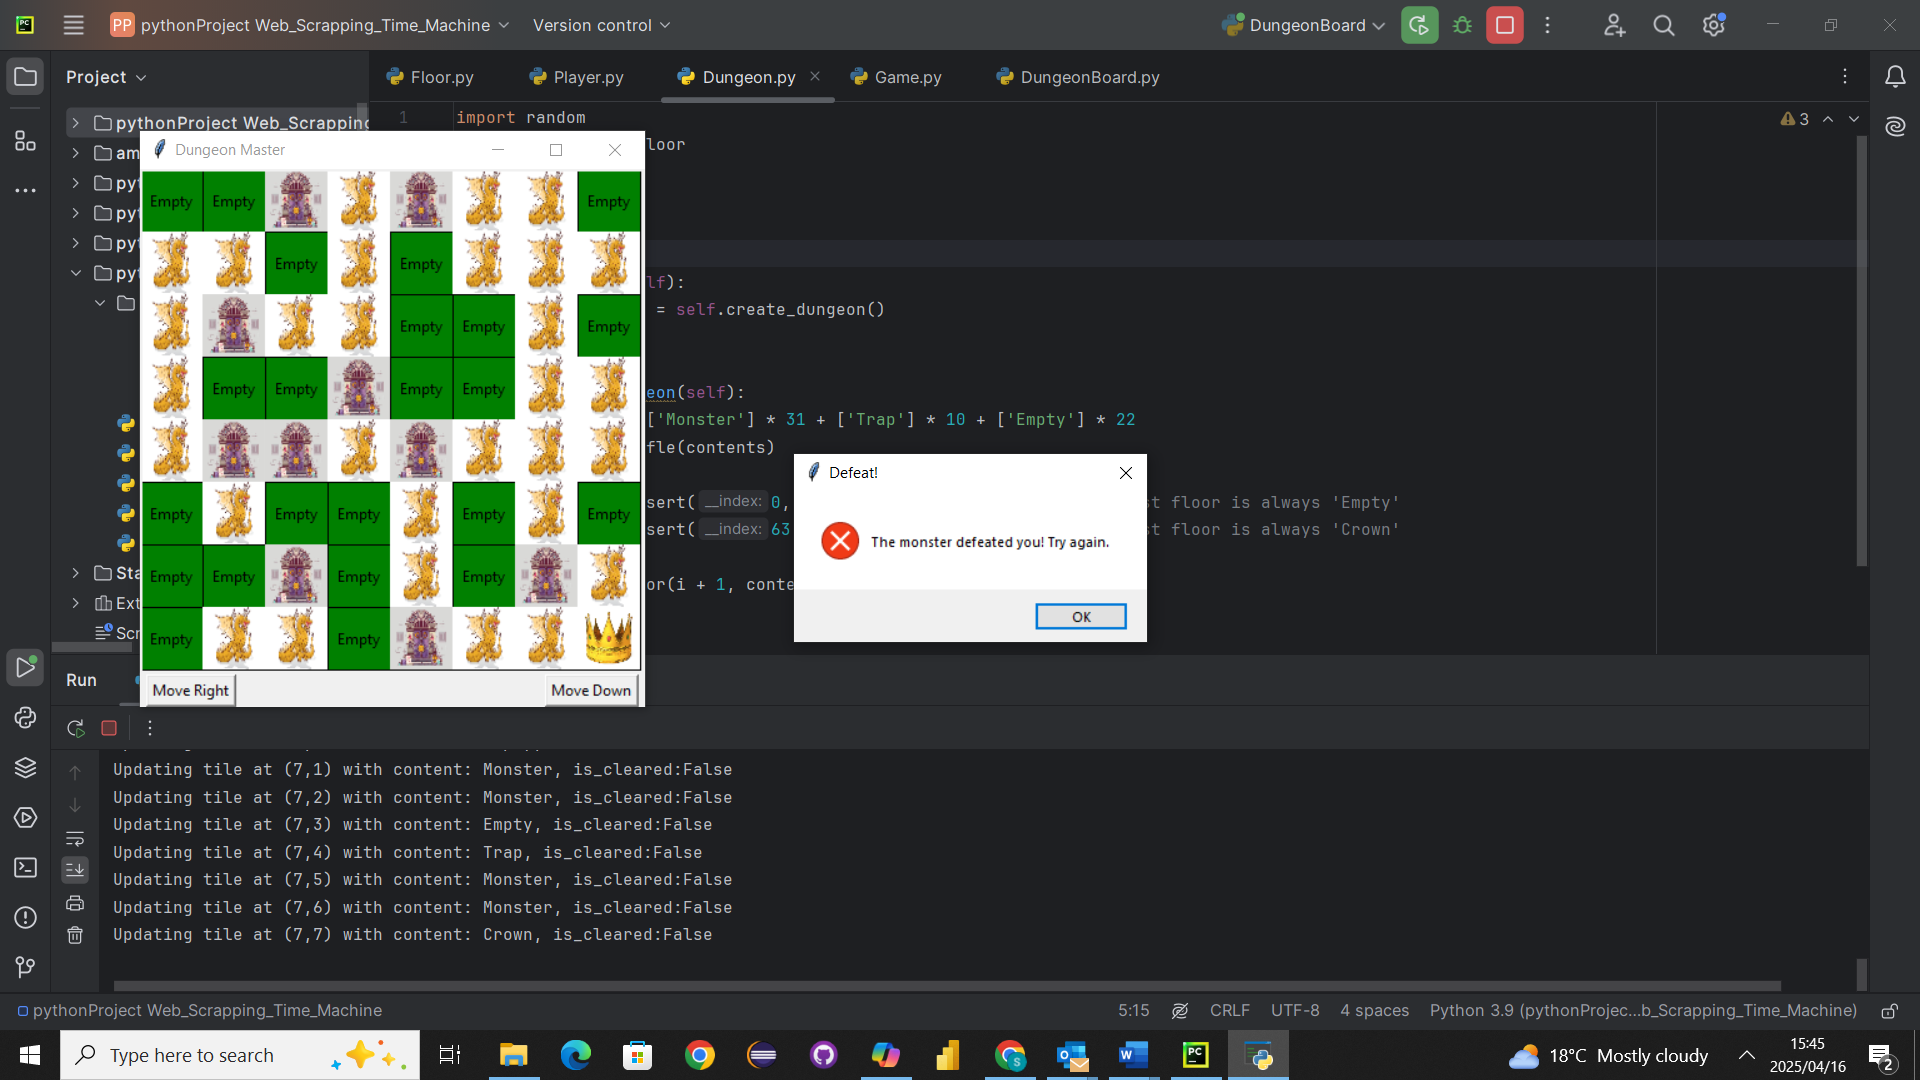 PP pythonProject Web_Scrapping_Time_Machine Version control DungeonBoard
Project
Floor.py Player.py Dungeon.py Game.py DungeonBoard.py
pythonProject Web_Scrapping
1 import random
3
am
Dungeon Master
loor
py
py
py
py
Empty Empty Empty
Empty Empty
lf):
= self.create_dungeon()
Empty Empty Empty
Empty Empty Empty Empty
eon(self):
['Monster'] * 31 + ['Trap'] * 10 + ['Empty'] * 22
fle(contents)
Defeat!
sert( __index: 0, t floor is always 'Empty'
Empty Empty Empty Empty Empty
sert( __index: 63 st floor is always 'Crown'
The monster defeated you! Try again.
Sta
Empty Empty Empty Empty
or(i + 1, conte
Ext
OK
Scr
Empty Empty
Run
Move Right Move Down
Updating tile at (7,1) with content: Monster, is_cleared:False
Updating tile at (7,2) with content: Monster, is_cleared:False
Updating tile at (7,3) with content: Empty, is_cleared:False
Updating tile at (7,4) with content: Trap, is_cleared:False
Updating tile at (7,5) with content: Monster, is_cleared:False
Updating tile at (7,6) with content: Monster, is_cleared:False
Updating tile at (7,7) with content: Crown, is_cleared:False
pythonProject Web_Scrapping_Time_Machine 5:15 CRLF UTF-8 4 spaces Python 3.9 (pythonProjec...b_Scrapping_Time_Machine)
Type here to search
18°C Mostly cloudy
15:45
2025/04/16
2